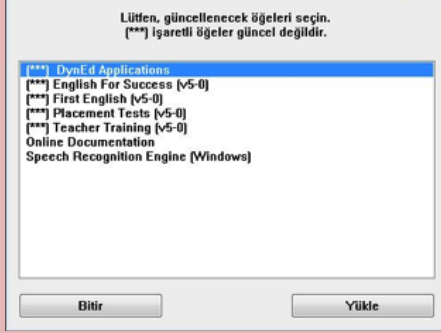 Lütfen, güncellenecek öğeleri seçin.
(***) işaretli öğeler güncel değildir.
(***) DynEd Applications
(***) English For Success (v5-0)
(***) First English (v5-0)
(***) Placement Tests (v5-0)
(***) Teacher Training (v5-0)
Online Documentation
Speech Recognition Engine (Windows)
Bitir
Yükle